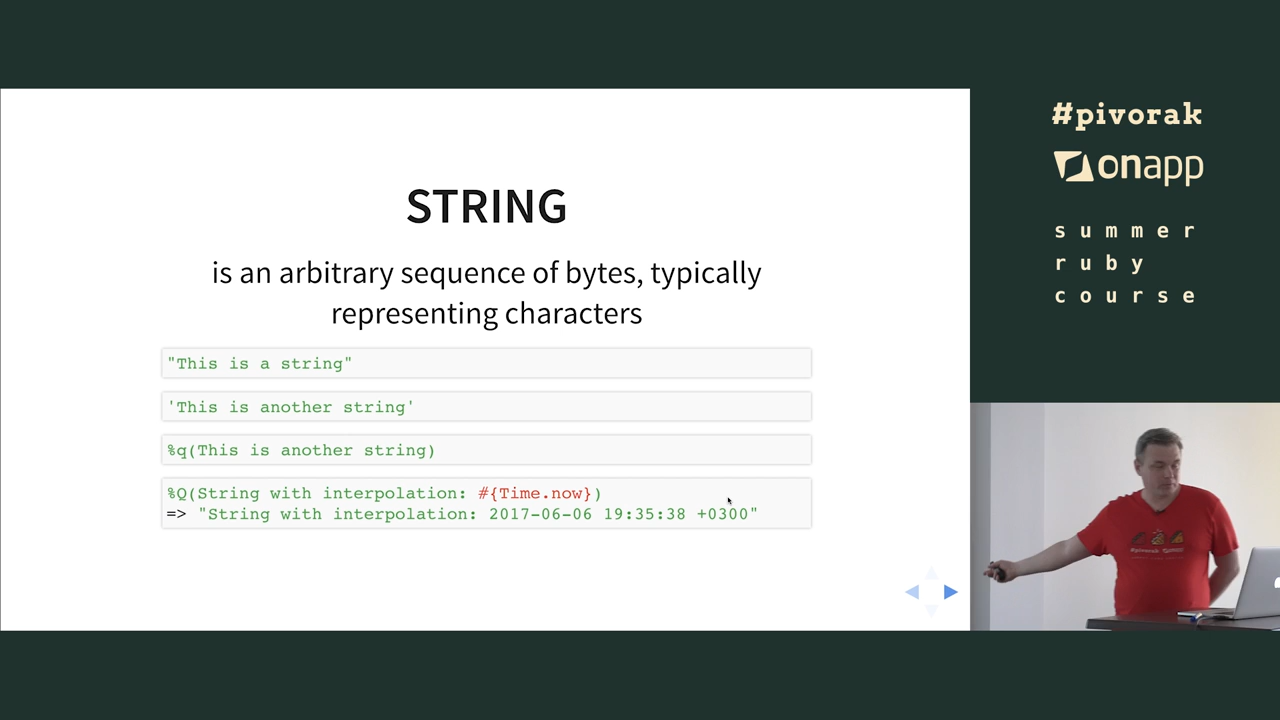 STRING
is an arbitrary sequence of bytes, typically
representing characters
"This is a string"
'This is another string'
%q(This is another string)
%Q(String with interpolation: #{Time.now})
=> "String with interpolation: 2017-06-06 19:35:38 +0300"
#pivorak
onapp
summer
ruby
course
#pivorak